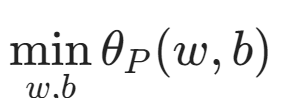 min θ_P(w, b)
w,b